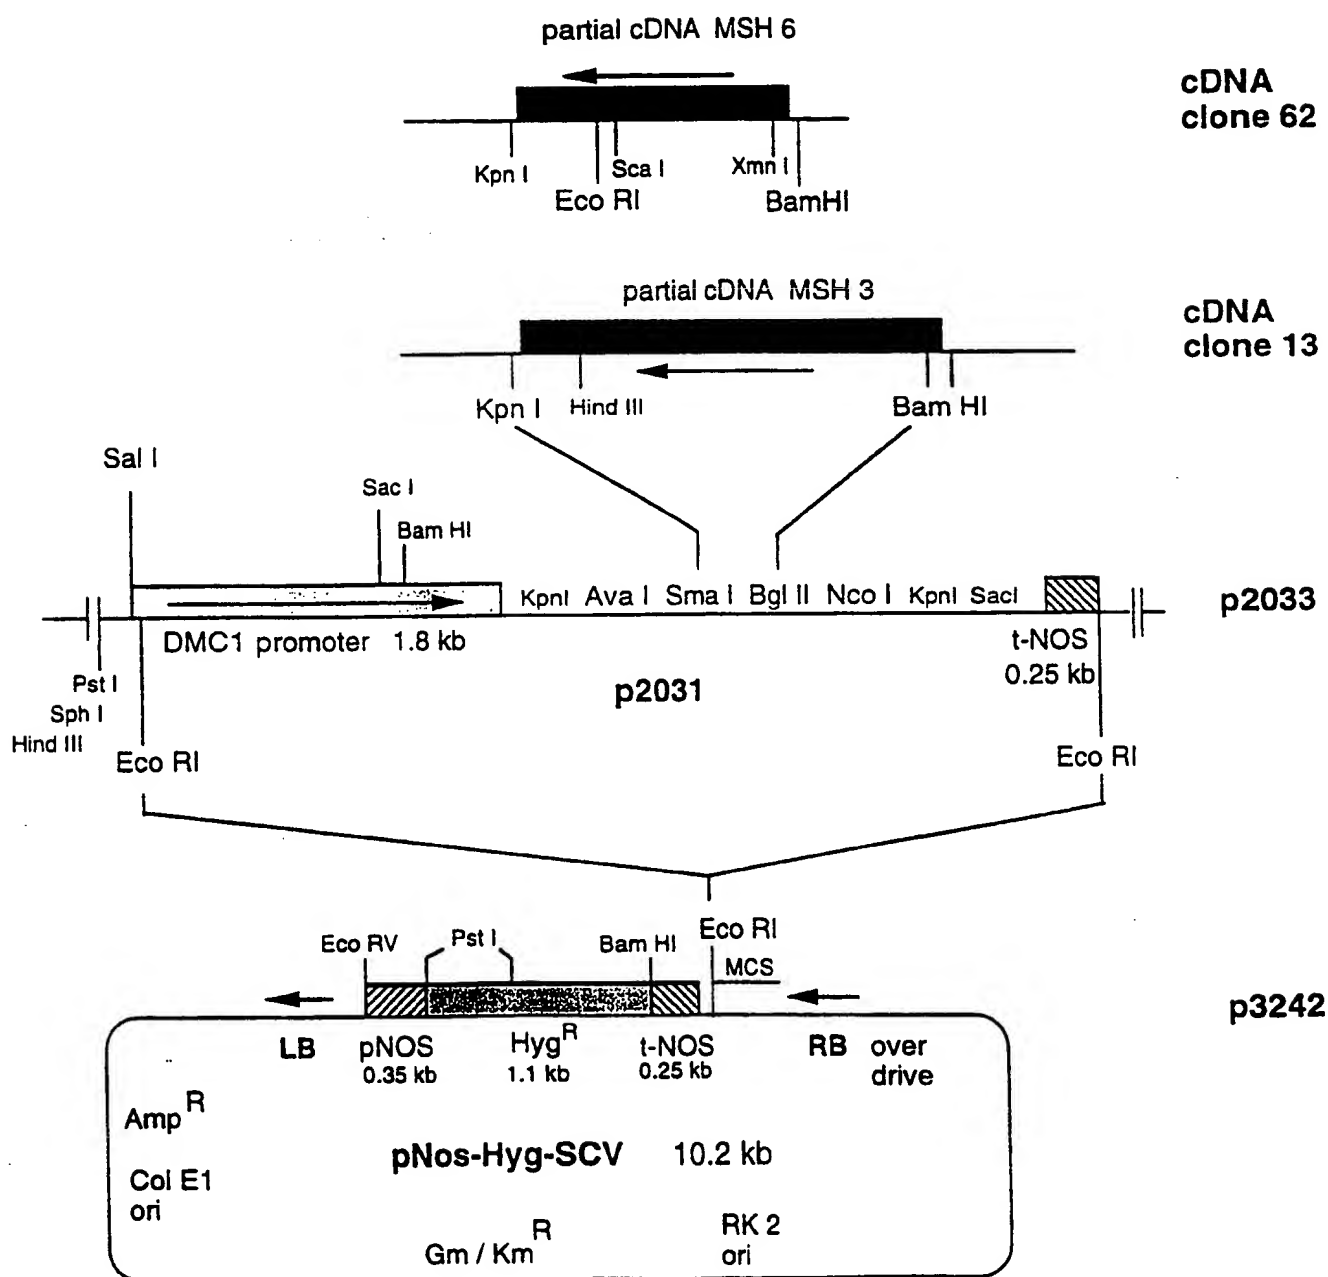 partial cDNA MSH 6
cDNA
clone 62
Kpn I
Eco RI
Sca I
Xmn I
BamHI
partial cDNA MSH 3
cDNA
clone 13
Kpn I
Hind III
Bam HI
Sal I
Sac I
Bam HI
KpnI Ava I Sma I Bgl II Nco I KpnI SacI
p2033
DMC1 promoter 1.8 kb
t-NOS
0.25 kb
p2031
Pst I
Sph I
Hind III
Eco RI
Eco RI
Eco RV
Pst I
Bam HI
Eco RI
MCS
p3242
LB
pNOS
0.35 kb
Hyg R
1.1 kb
t-NOS
0.25 kb
RB
over
drive
Amp R
pNos-Hyg-SCV 10.2 kb
Col E1
ori
Gm / Km R
RK 2
ori